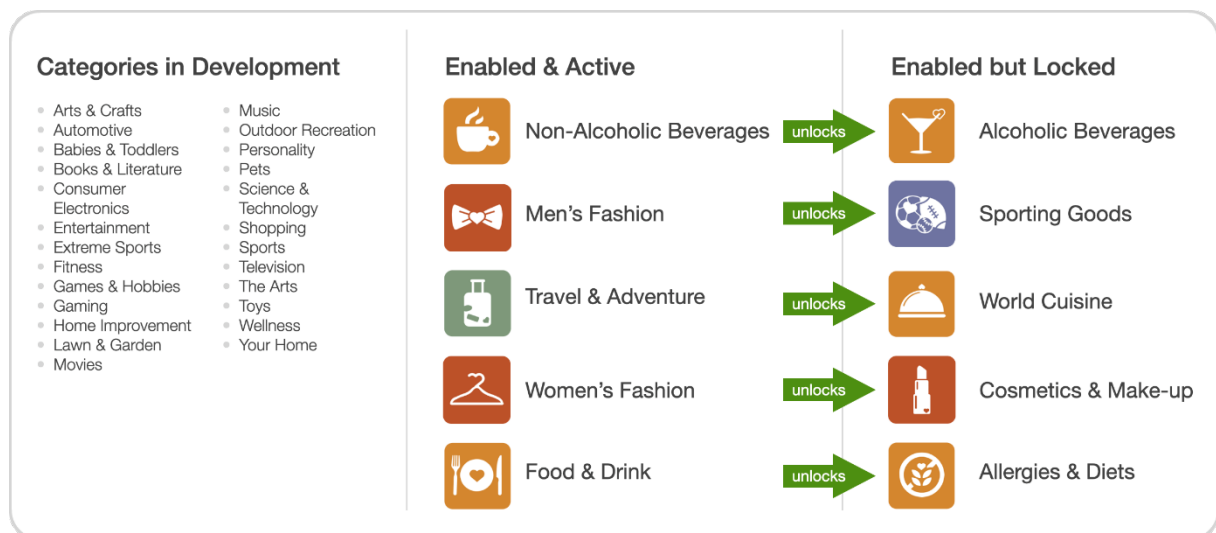 Categories in Development
Arts & Crafts
Automotive
Babies & Toddlers
Books & Literature
Consumer
Electronics
Entertainment
Extreme Sports
Fitness
Games & Hobbies
Gaming
Home Improvement
Lawn & Garden
Movies
Music
Outdoor Recreation
Personality
Pets
Science &
Technology
Shopping
Sports
Television
The Arts
Toys
Wellness
Your Home
Enabled & Active
Enabled but Locked
Non-Alcoholic Beverages
unlocks
Alcoholic Beverages
Men’s Fashion
unlocks
Sporting Goods
Travel & Adventure
unlocks
World Cuisine
Women’s Fashion
unlocks
Cosmetics & Make-up
Food & Drink
unlocks
Allergies & Diets